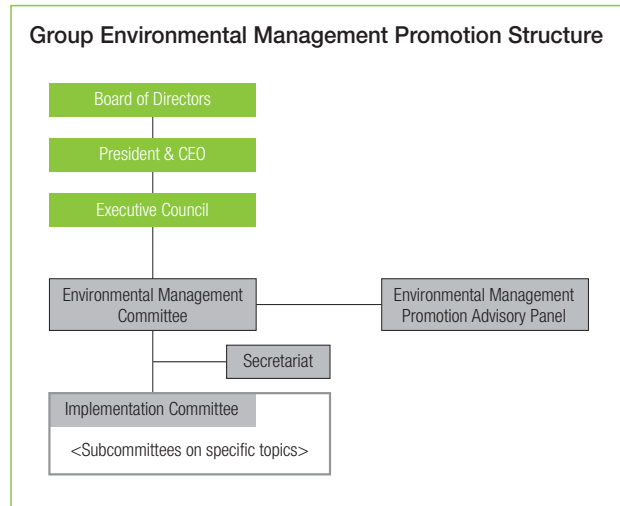 Group Environmental Management Promotion Structure
Board of Directors
President & CEO
Executive Council
Environmental Management
Committee
Environmental Management
Promotion Advisory Panel
Secretariat
Implementation Committee
<Subcommittees on specific topics>